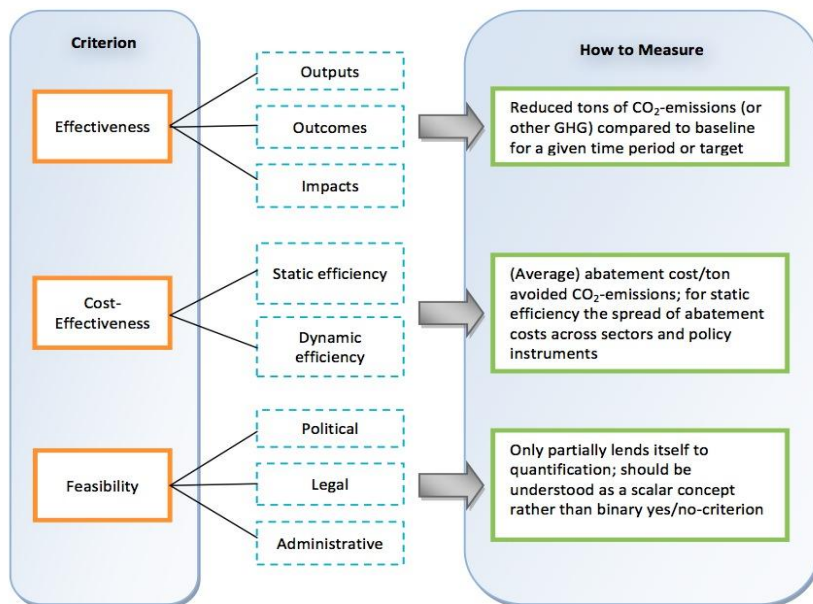 Criterion
How to Measure
Effectiveness
Outputs
Outcomes
Impacts
Reduced tons of CO₂-emissions (or
other GHG) compared to baseline
for a given time period or target
Cost-
Effectiveness
Static efficiency
Dynamic
efficiency
(Average) abatement cost/ton
avoided CO₂-emissions; for static
efficiency the spread of abatement
costs across sectors and policy
instruments
Feasibility
Political
Legal
Administrative
Only partially lends itself to
quantification; should be
understood as a scalar concept
rather than binary yes/no-criterion